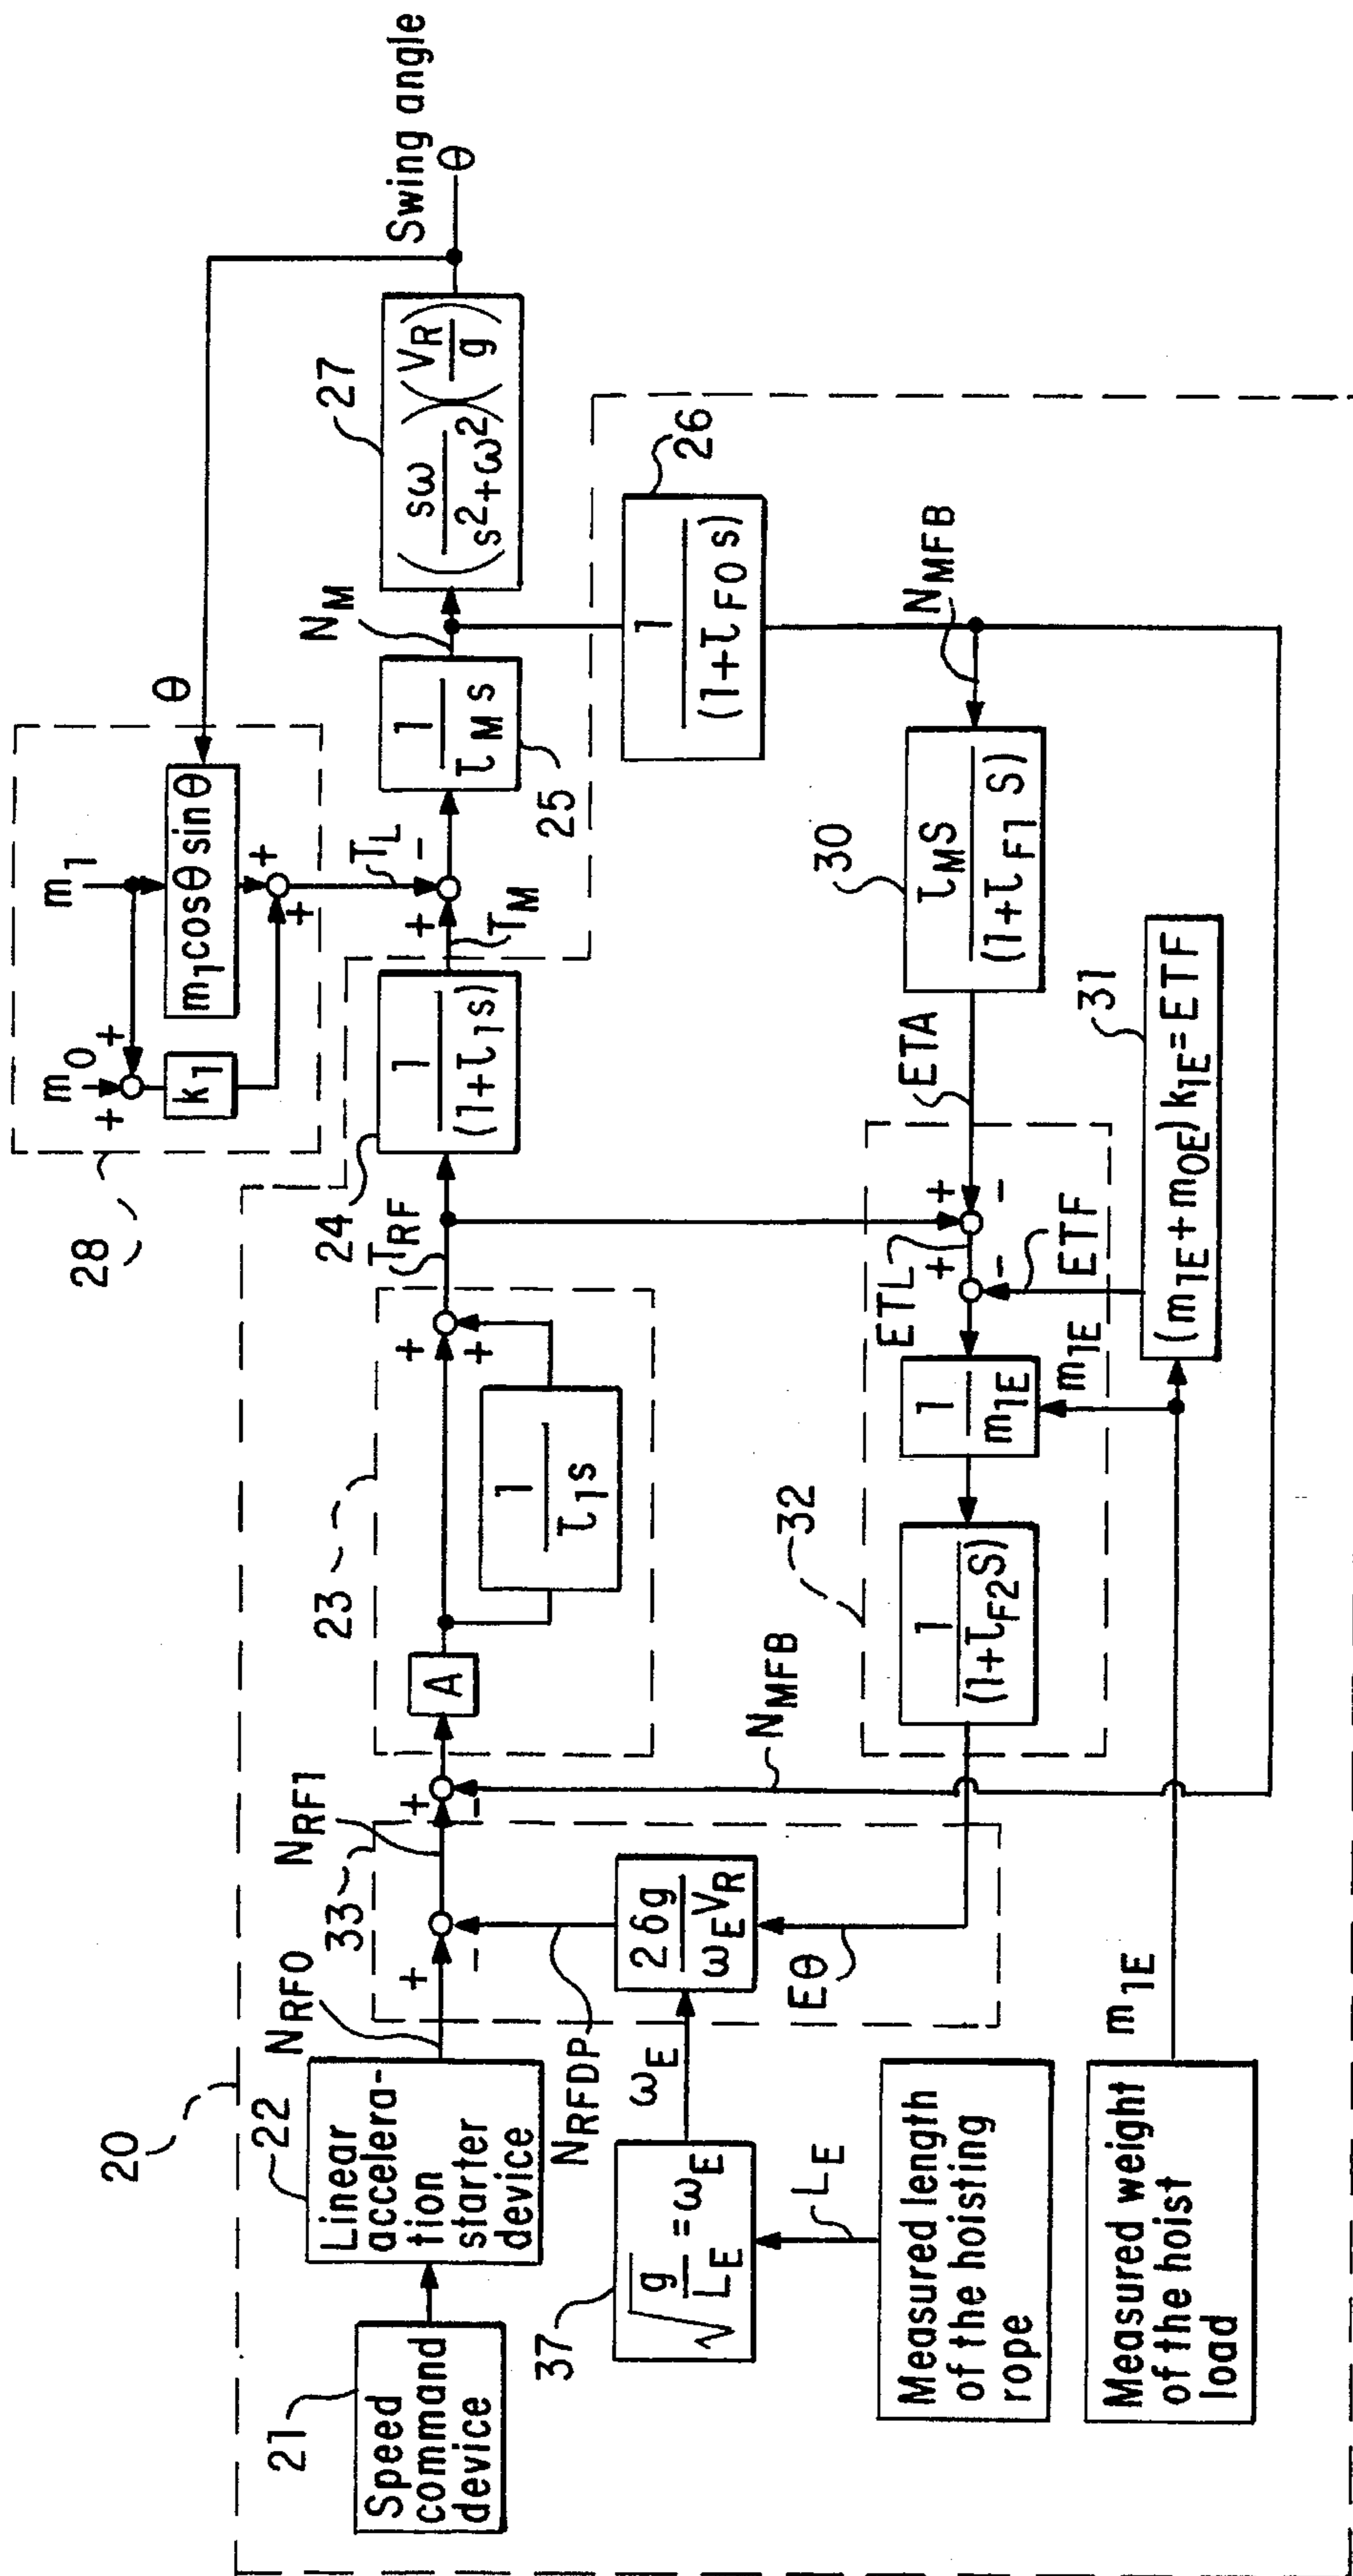 20
21
Speed
command
device
22
Linear
accelera-
tion
starter
device
N_RF0
33
N_RF1
+
-
+
-
N_RFDP
23
A
1
τ_1 s
+
+
T_RF
24
1
(1+τ_1 s)
T_M
+
-
T_L
28
m_0
+
+
k_1
m_1
m_1 cosθ sinθ
+
+
θ
25
1
τ_M s
N_M
27
(sω / s²+ω²)(V_R / g)
Swing angle
θ
26
1
(1+τ_F0 s)
N_MFB
37
√(g / L_E) = ω_E
ω_E
2δg
ω_E V_R
Eθ
N_MFB
32
1
(1+τ_F2 S)
1
m_1E
m_1E
ETL
+
-
+
-
ETF
ETA
30
τ_M S
(1+τ_F1 S)
31
(m_1E + m_0E) k_1E = ETF
L_E
Measured length
of the hoisting
rope
Measured weight
of the hoist
load
m_1E